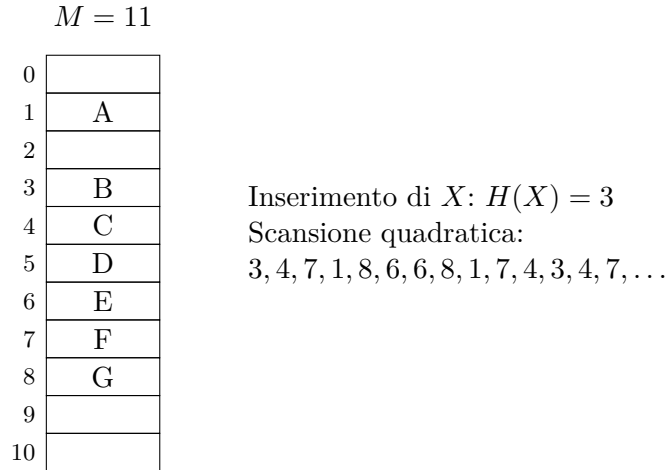 M = 11
0
1 A
2
3 B
4 C
5 D
6 E
7 F
8 G
9
10
Inserimento di X: H(X) = 3
Scansione quadratica:
3, 4, 7, 1, 8, 6, 6, 8, 1, 7, 4, 3, 4, 7, …